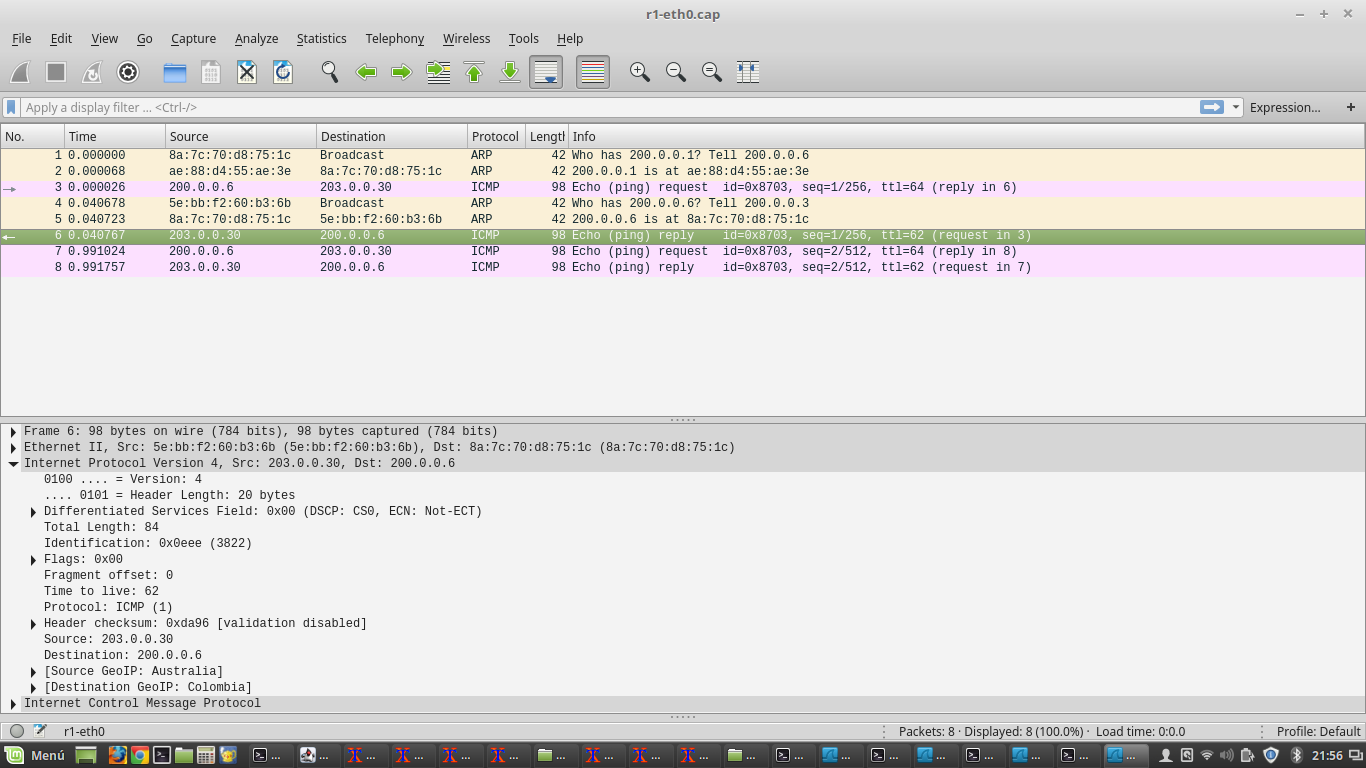 r1-eth0.cap
File Edit View Go Capture Analyze Statistics Telephony Wireless Tools Help
Apply a display filter ... <Ctrl-/> Expression... +
No. Time Source Destination Protocol Length Info
1 0.000000 8a:7c:70:d8:75:1c Broadcast ARP 42 Who has 200.0.0.1? Tell 200.0.0.6
2 0.000068 ae:88:d4:55:ae:3e 8a:7c:70:d8:75:1c ARP 42 200.0.0.1 is at ae:88:d4:55:ae:3e
3 0.000026 200.0.0.6 203.0.0.30 ICMP 98 Echo (ping) request id=0x8703, seq=1/256, ttl=64 (reply in 6)
4 0.040678 5e:bb:f2:60:b3:6b Broadcast ARP 42 Who has 200.0.0.6? Tell 200.0.0.3
5 0.040723 8a:7c:70:d8:75:1c 5e:bb:f2:60:b3:6b ARP 42 200.0.0.6 is at 8a:7c:70:d8:75:1c
6 0.040767 203.0.0.30 200.0.0.6 ICMP 98 Echo (ping) reply id=0x8703, seq=1/256, ttl=62 (request in 3)
7 0.991024 200.0.0.6 203.0.0.30 ICMP 98 Echo (ping) request id=0x8703, seq=2/512, ttl=64 (reply in 8)
8 0.991757 203.0.0.30 200.0.0.6 ICMP 98 Echo (ping) reply id=0x8703, seq=2/512, ttl=62 (request in 7)
Frame 6: 98 bytes on wire (784 bits), 98 bytes captured (784 bits)
Ethernet II, Src: 5e:bb:f2:60:b3:6b (5e:bb:f2:60:b3:6b), Dst: 8a:7c:70:d8:75:1c (8a:7c:70:d8:75:1c)
Internet Protocol Version 4, Src: 203.0.0.30, Dst: 200.0.0.6
0100 .... = Version: 4
.... 0101 = Header Length: 20 bytes
Differentiated Services Field: 0x00 (DSCP: CS0, ECN: Not-ECT)
Total Length: 84
Identification: 0x0eee (3822)
Flags: 0x00
Fragment offset: 0
Time to live: 62
Protocol: ICMP (1)
Header checksum: 0xda96 [validation disabled]
Source: 203.0.0.30
Destination: 200.0.0.6
[Source GeoIP: Australia]
[Destination GeoIP: Colombia]
Internet Control Message Protocol
r1-eth0 Packets: 8 · Displayed: 8 (100.0%) · Load time: 0:0.0 Profile: Default
Menú ... ... ... ... ... ... ... ... ... ... ... ... ... ... ... ... ... ... ... 21:56